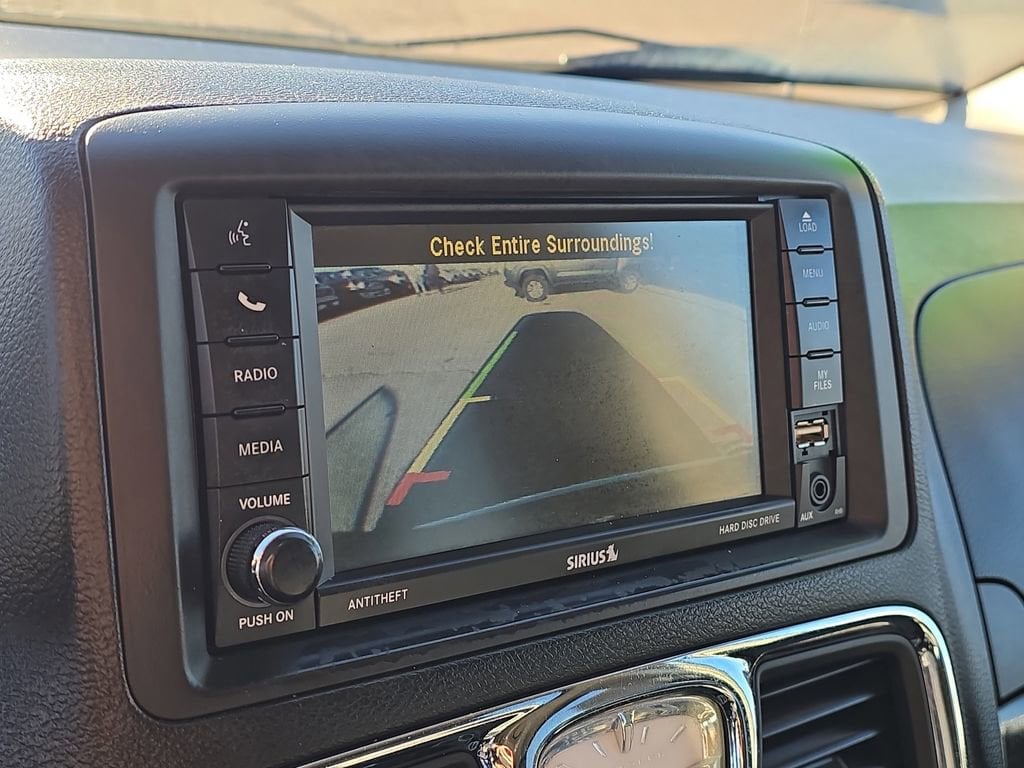 Check Entire Surroundings!
RADIO
MEDIA
VOLUME
PUSH ON
LOAD
MENU
AUDIO
MY
FILES
AUX
ANTITHEFT
SIRIUS
HARD DISC DRIVE